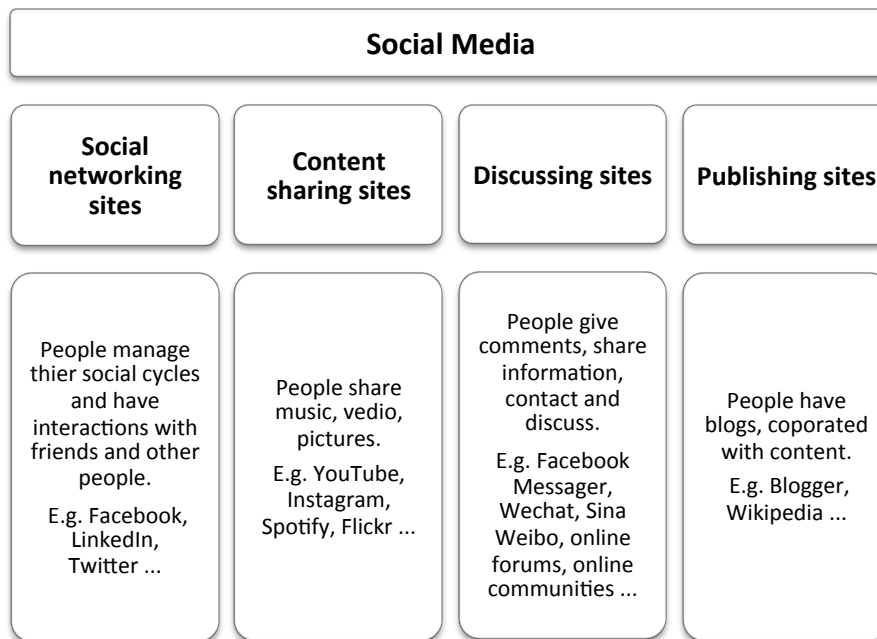 Social Media
Social
networking
sites
Content
sharing sites
Discussing sites
Publishing sites
People manage
thier social cycles
and have
interactions with
friends and other
people.
E.g. Facebook,
LinkedIn,
Twitter ...
People share
music, vedio,
pictures.
E.g. YouTube,
Instagram,
Spotify, Flickr ...
People give
comments, share
information,
contact and
discuss.
E.g. Facebook
Messager,
Wechat, Sina
Weibo, online
forums, online
communities ...
People have
blogs, coporated
with content.
E.g. Blogger,
Wikipedia ...